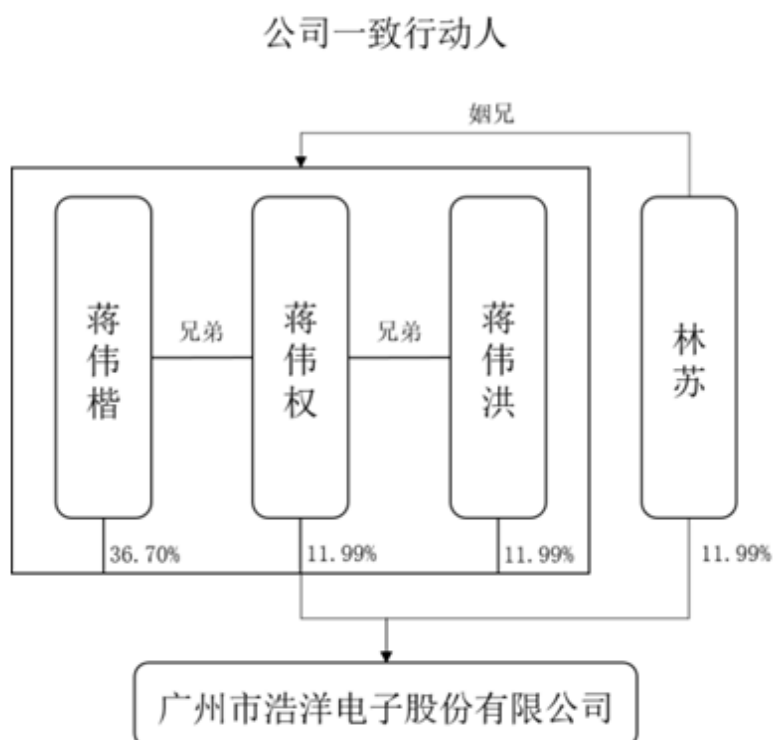 公司一致行动人
姻兄
蒋伟楷
兄弟
蒋伟权
兄弟
蒋伟洪
林苏
36.70%
11.99%
11.99%
11.99%
广州市浩洋电子股份有限公司